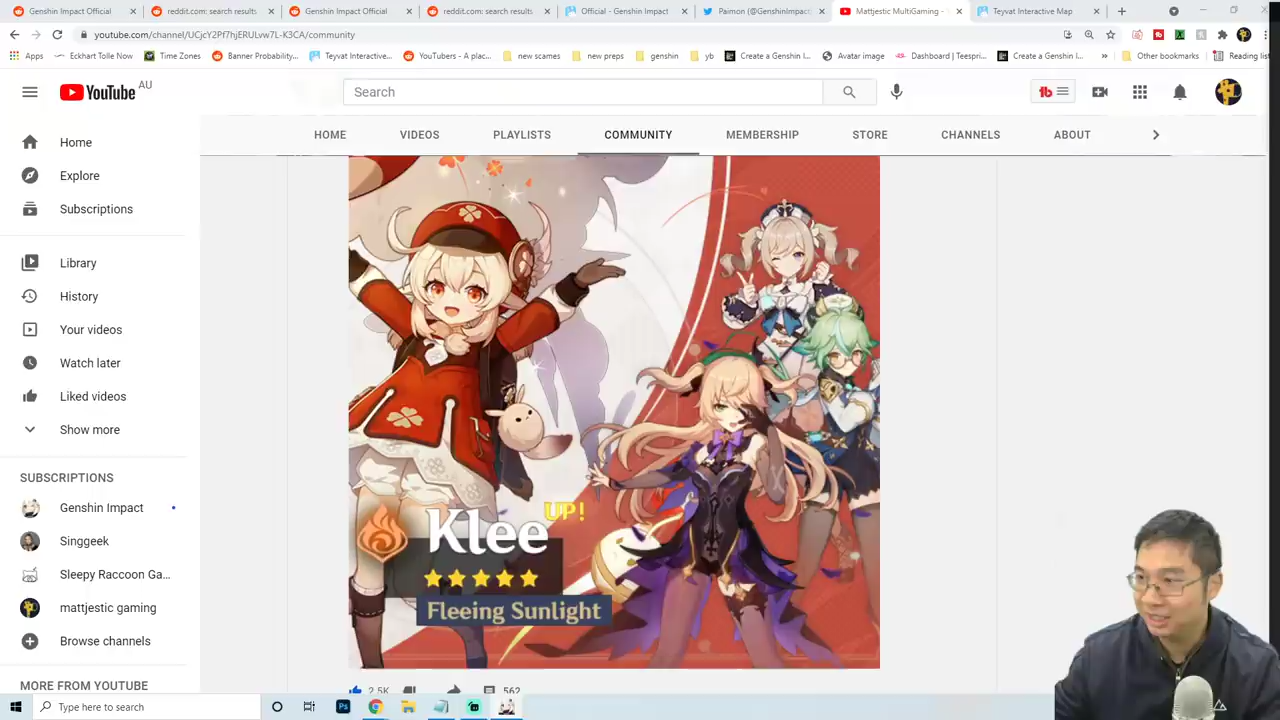 Genshin Impact Official
reddit.com: search results
Genshin Impact Official
reddit.com: search results
Official - Genshin Impact
Paimon (@GenshinImpact
Mattjestic MultiGaming -
Teyvat Interactive Map
youtube.com/channel/UCjcY2Pf7hjERULvw7L-K3CA/community
Apps
Eckhart Tolle Now
Time Zones
Banner Probability...
Teyvat Interactive...
YouTubers - A plac...
new scames
new preps
genshin
yb
Create a Genshin I...
Avatar image
Dashboard | Teespri...
Create a Genshin I...
Other bookmarks
Reading list
YouTube AU
Search
HOME
VIDEOS
PLAYLISTS
COMMUNITY
MEMBERSHIP
STORE
CHANNELS
ABOUT
Home
Explore
Subscriptions
Library
History
Your videos
Watch later
Liked videos
Show more
SUBSCRIPTIONS
Genshin Impact
Singgeek
Sleepy Raccoon Ga...
mattjestic gaming
Browse channels
MORE FROM YOUTUBE
UP!
Klee
Fleeing Sunlight
2.5K
562
Type here to search